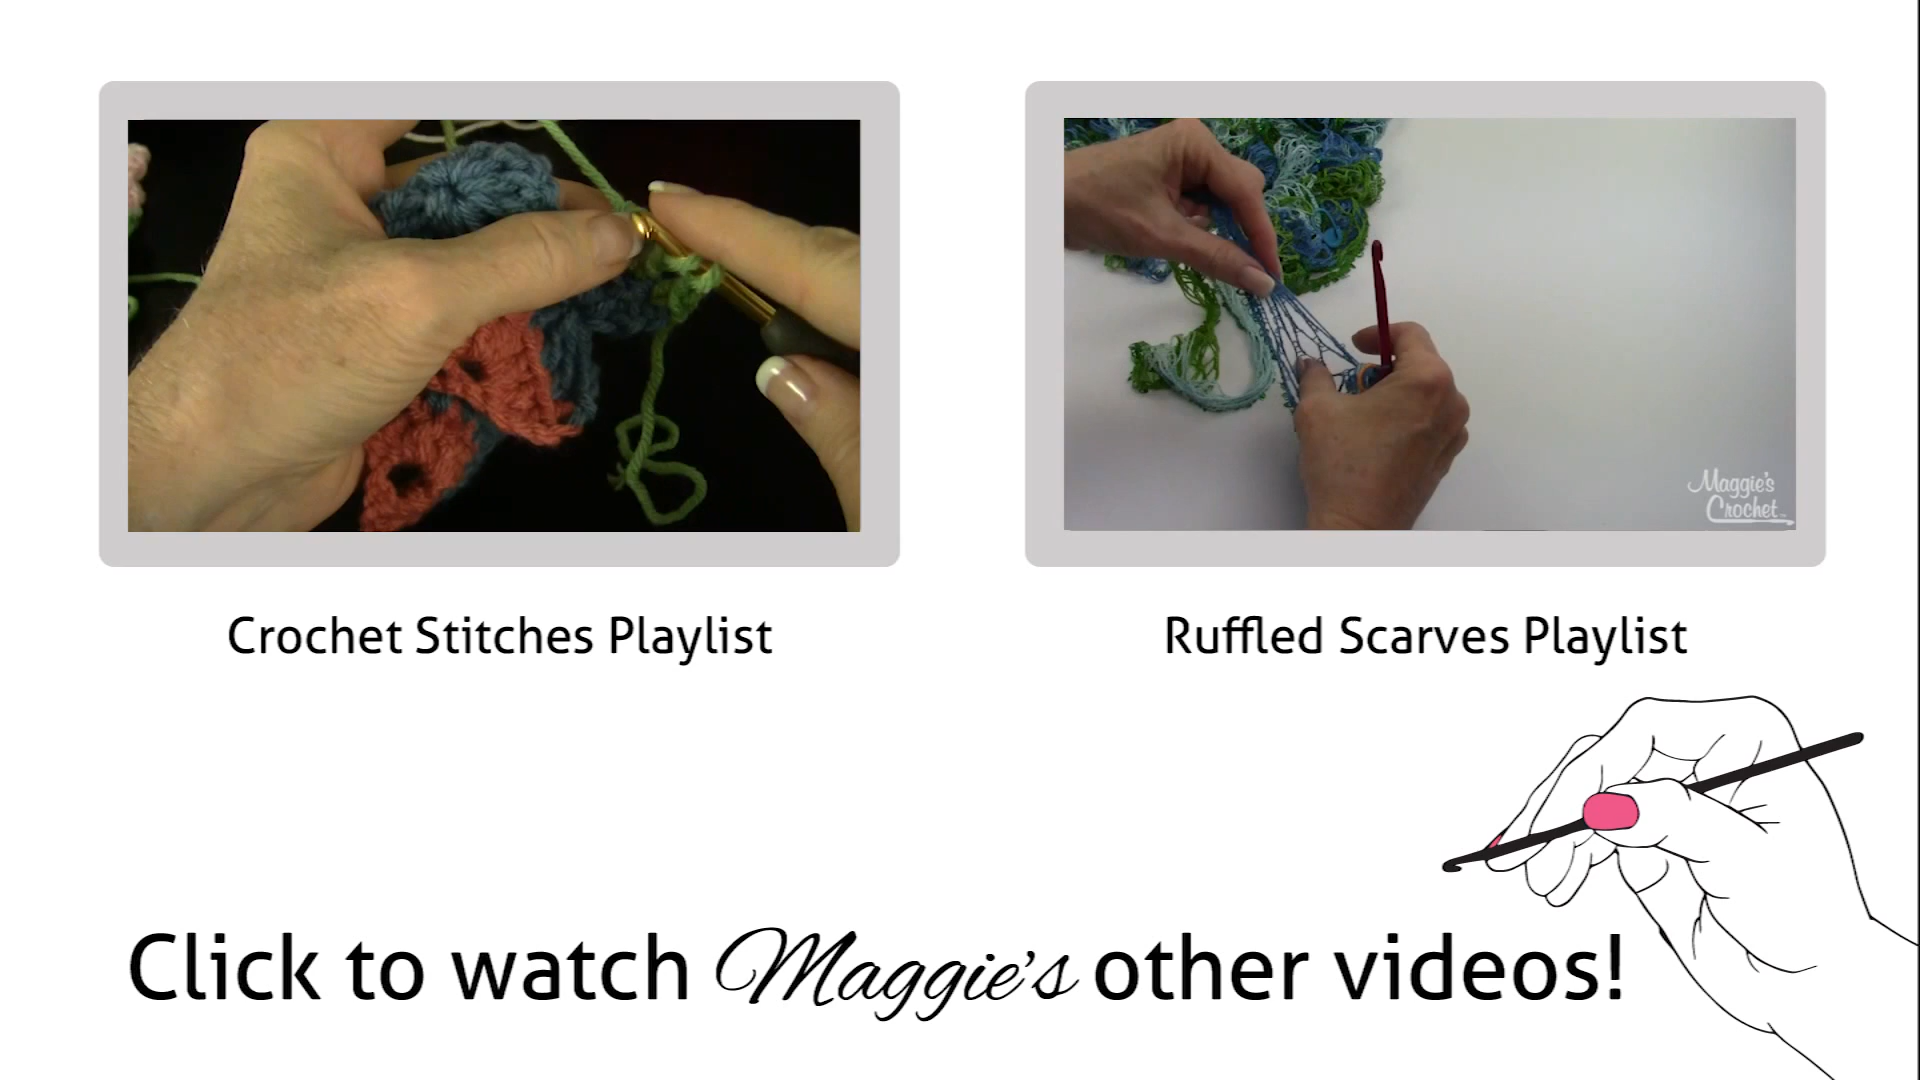 Maggie's
Crochet
Crochet Stitches Playlist
Ruffled Scarves Playlist
Click to watch Maggie's other videos!